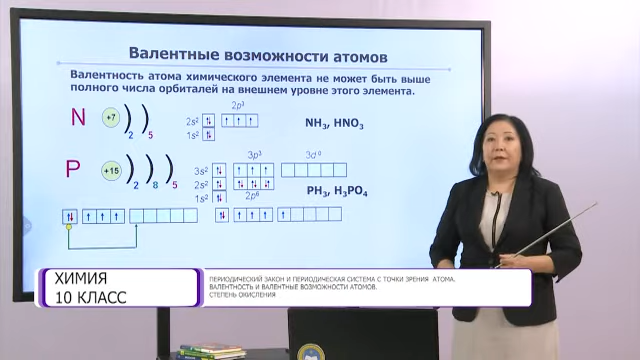 Валентные возможности атомов
Валентность атома химического элемента не может быть выше
полного числа орбиталей на внешнем уровне этого элемента.
N +7 2 5
2p³
2s²
1s²
NH₃, HNO₃
P +15 2 8 5
3p³ 3d⁰
3s²
2s²
1s² 2p⁶
PH₃, H₃PO₄
ХИМИЯ
10 КЛАСС
ПЕРИОДИЧЕСКИЙ ЗАКОН И ПЕРИОДИЧЕСКАЯ СИСТЕМА С ТОЧКИ ЗРЕНИЯ АТОМА.
ВАЛЕНТНОСТЬ И ВАЛЕНТНЫЕ ВОЗМОЖНОСТИ АТОМОВ.
СТЕПЕНЬ ОКИСЛЕНИЯ